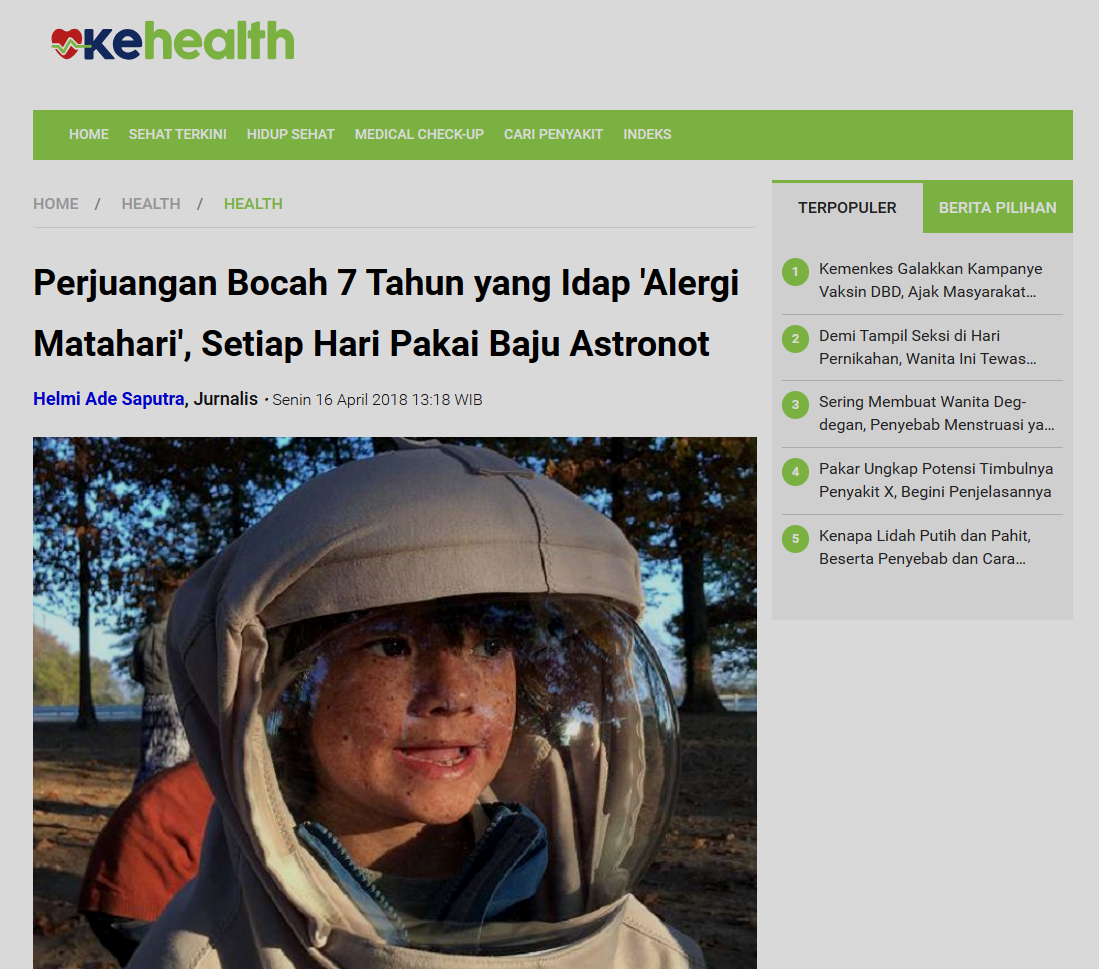 okehealth
HOME SEHAT TERKINI HIDUP SEHAT MEDICAL CHECK-UP CARI PENYAKIT INDEKS
HOME / HEALTH / HEALTH
Perjuangan Bocah 7 Tahun yang Idap 'Alergi
Matahari', Setiap Hari Pakai Baju Astronot
Helmi Ade Saputra, Jurnalis · Senin 16 April 2018 13:18 WIB
TERPOPULER BERITA PILIHAN
1 Kemenkes Galakkan Kampanye
Vaksin DBD, Ajak Masyarakat...
2 Demi Tampil Seksi di Hari
Pernikahan, Wanita Ini Tewas...
3 Sering Membuat Wanita Deg-
degan, Penyebab Menstruasi ya...
4 Pakar Ungkap Potensi Timbulnya
Penyakit X, Begini Penjelasannya
5 Kenapa Lidah Putih dan Pahit,
Beserta Penyebab dan Cara...